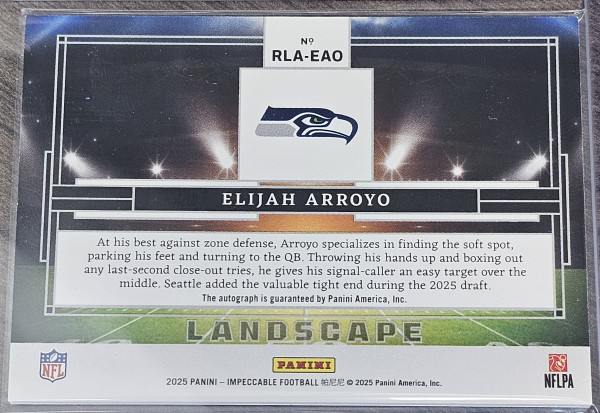 Nº
RLA-EAO
ELIJAH ARROYO
At his best against zone defense, Arroyo specializes in finding the soft spot,
parking his feet and turning to the QB. Throwing his hands up and boxing out
any last-second close-out tries, he gives his signal-caller an easy target over the
middle. Seattle added the valuable tight end during the 2025 draft.
The autograph is guaranteed by Panini America, Inc.
LANDSCAPE
NFL
PANINI
NFLPA
2025 PANINI – IMPECCABLE FOOTBALL 帕尼尼 © 2025 Panini America, Inc.